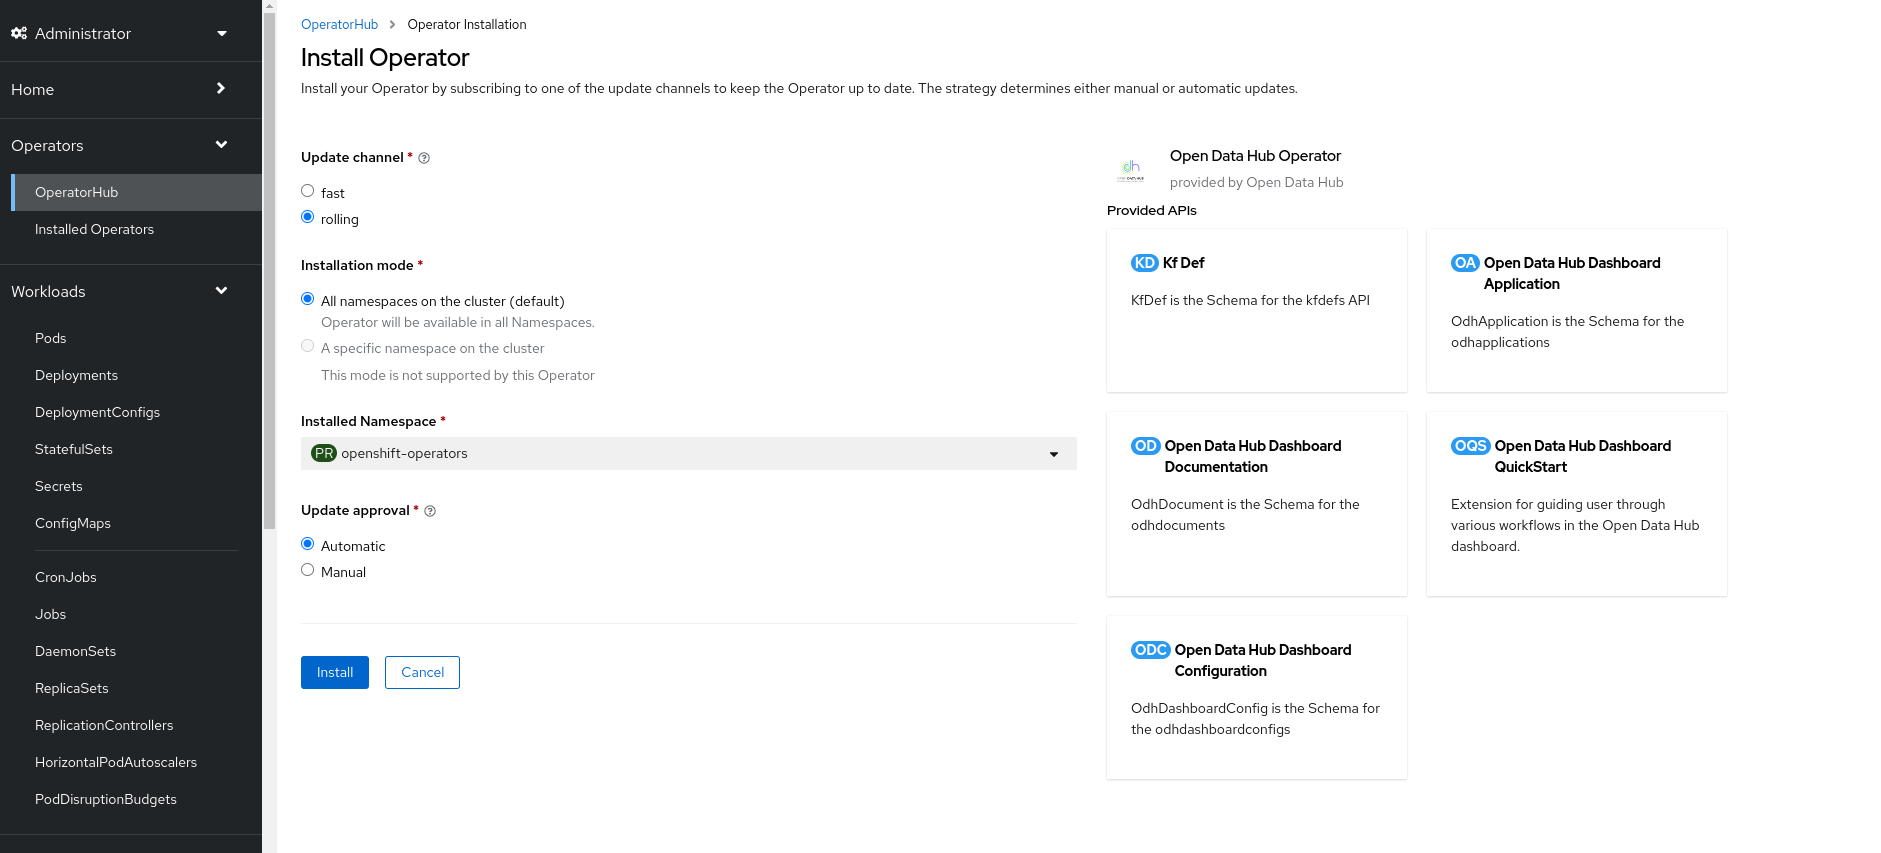 Administrator
Home
Operators
OperatorHub
Installed Operators
Workloads
Pods
Deployments
DeploymentConfigs
StatefulSets
Secrets
ConfigMaps
CronJobs
Jobs
DaemonSets
ReplicaSets
ReplicationControllers
HorizontalPodAutoscalers
PodDisruptionBudgets
OperatorHub > Operator Installation
Install Operator
Install your Operator by subscribing to one of the update channels to keep the Operator up to date. The strategy determines either manual or automatic updates.
Update channel *
fast
rolling
Installation mode *
All namespaces on the cluster (default)
Operator will be available in all Namespaces.
A specific namespace on the cluster
This mode is not supported by this Operator
Installed Namespace *
PR openshift-operators
Update approval *
Automatic
Manual
Install
Cancel
dh
OPEN DATA HUB
Open Data Hub Operator
provided by Open Data Hub
Provided APIs
KD Kf Def
KfDef is the Schema for the kfdefs API
OA Open Data Hub Dashboard
Application
OdhApplication is the Schema for the
odhapplications
OD Open Data Hub Dashboard
Documentation
OdhDocument is the Schema for the
odhdocuments
OQS Open Data Hub Dashboard
QuickStart
Extension for guiding user through
various workflows in the Open Data Hub
dashboard.
ODC Open Data Hub Dashboard
Configuration
OdhDashboardConfig is the Schema for
the odhdashboardconfigs